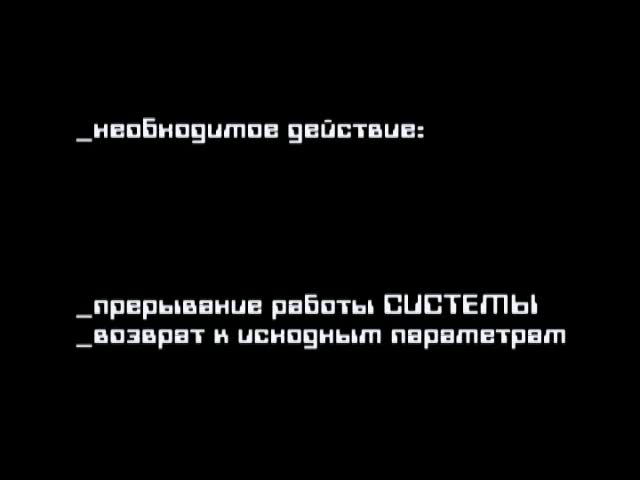 _необходимое действие:
_прерывание работы СИСТЕМЫ
_возврат к исходным параметрам